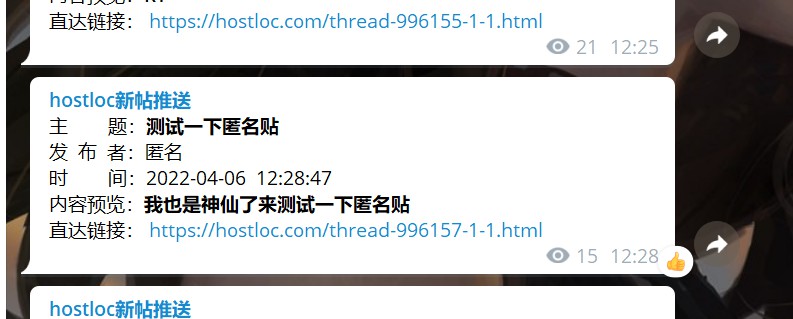 直达链接： https://hostloc.com/thread-996155-1-1.html
21 12:25
hostloc新帖推送
主 题：测试一下匿名贴
发 布 者：匿名
时 间：2022-04-06 12:28:47
内容预览：我也是神仙了来测试一下匿名贴
直达链接： https://hostloc.com/thread-996157-1-1.html
15 12:28
hostloc新帖推送